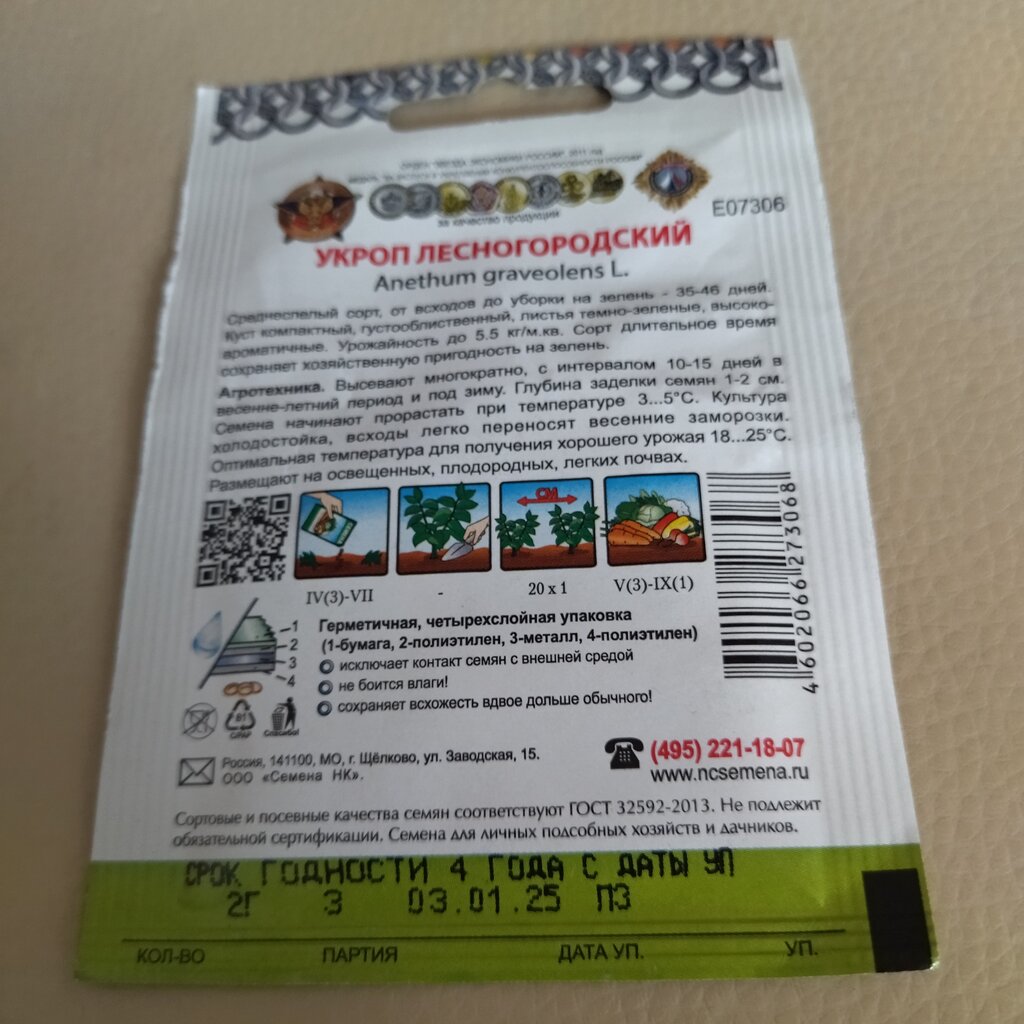 за качество продукции
E07306
УКРОП ЛЕСНОГОРОДСКИЙ
Anethum graveolens L.
Среднеспелый сорт, от всходов до уборки на зелень - 35-46 дней.
Куст компактный, густооблиственный, листья темно-зеленые, высоко-
ароматичные. Урожайность до 5.5 кг/м.кв. Сорт длительное время
сохраняет хозяйственную пригодность на зелень.
Агротехника. Высевают многократно, с интервалом 10-15 дней в
весенне-летний период и под зиму. Глубина заделки семян 1-2 см.
Семена начинают прорастать при температуре 3...5°C. Культура
холодостойка, всходы легко переносят весенние заморозки.
Оптимальная температура для получения хорошего урожая 18...25°C.
Размещают на освещенных, плодородных, легких почвах.
СМ
IV(3)-VII - 20 x 1 V(3)-IX(1)
4 602066 273068
1
2
3
4
Герметичная, четырехслойная упаковка
(1-бумага, 2-полиэтилен, 3-металл, 4-полиэтилен)
исключает контакт семян с внешней средой
не боится влаги!
сохраняет всхожесть вдвое дольше обычного!
81
C/PAP
Спасибо!
Россия, 141100, МО, г. Щёлково, ул. Заводская, 15.
ООО «Семена НК».
(495) 221-18-07
www.ncsemena.ru
Сортовые и посевные качества семян соответствуют ГОСТ 32592-2013. Не подлежит
обязательной сертификации. Семена для личных подсобных хозяйств и дачников.
СРОК ГОДНОСТИ 4 ГОДА С ДАТЫ УП
2Г 3 03.01.25 ПЗ
КОЛ-ВО ПАРТИЯ ДАТА УП. УП.